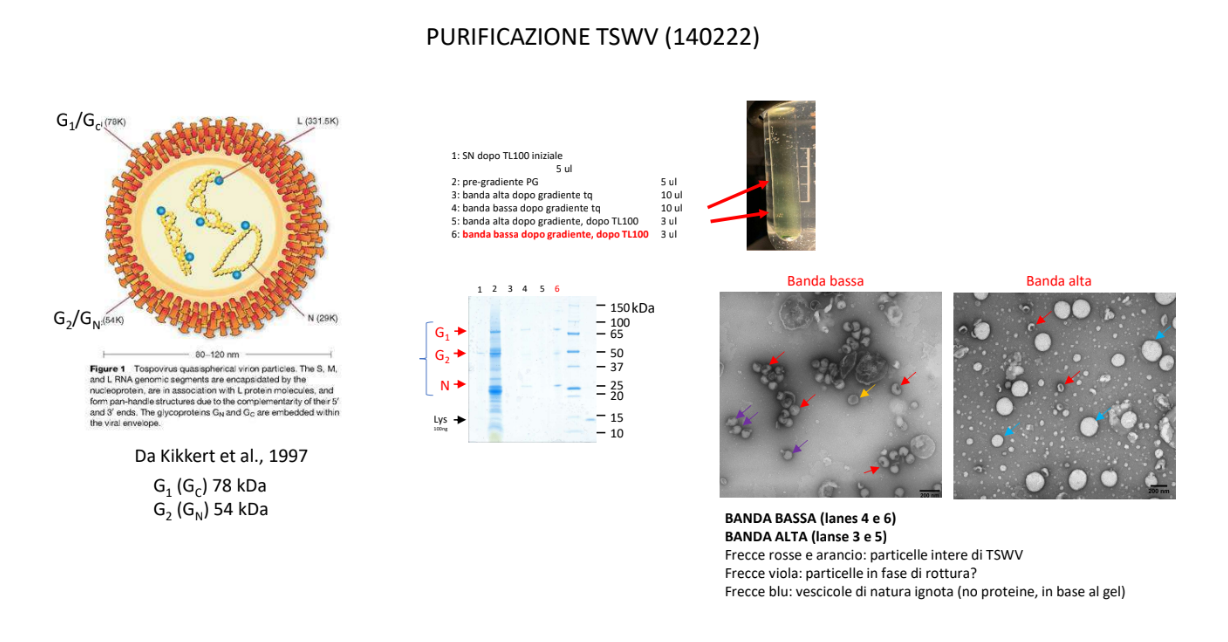 PURIFICAZIONE TSWV (140222)
G1/Gc (78K)
L (331.5K)
G2/GN (54K)
N (29K)
80–120 nm
Figure 1 Tospovirus quasispherical virion particles. The S, M,
and L RNA genomic segments are encapsidated by the
nucleoprotein, are in association with L protein molecules, and
form pan-handle structures due to the complementarity of their 5′
and 3′ ends. The glycoproteins GN and GC are embedded within
the viral envelope.
Da Kikkert et al., 1997
G1 (GC) 78 kDa
G2 (GN) 54 kDa
1: SN dopo TL100 iniziale
5 ul
2: pre-gradiente PG 5 ul
3: banda alta dopo gradiente tq 10 ul
4: banda bassa dopo gradiente tq 10 ul
5: banda alta dopo gradiente, dopo TL100 3 ul
6: banda bassa dopo gradiente, dopo TL100 3 ul
1 2 3 4 5 6
150 kDa
100
65
50
37
25
20
15
10
G1
G2
N
Lys
100ng
Banda bassa
200 nm
Banda alta
200 nm
BANDA BASSA (lanes 4 e 6)
BANDA ALTA (lanse 3 e 5)
Frecce rosse e arancio: particelle intere di TSWV
Frecce viola: particelle in fase di rottura?
Frecce blu: vescicole di natura ignota (no proteine, in base al gel)